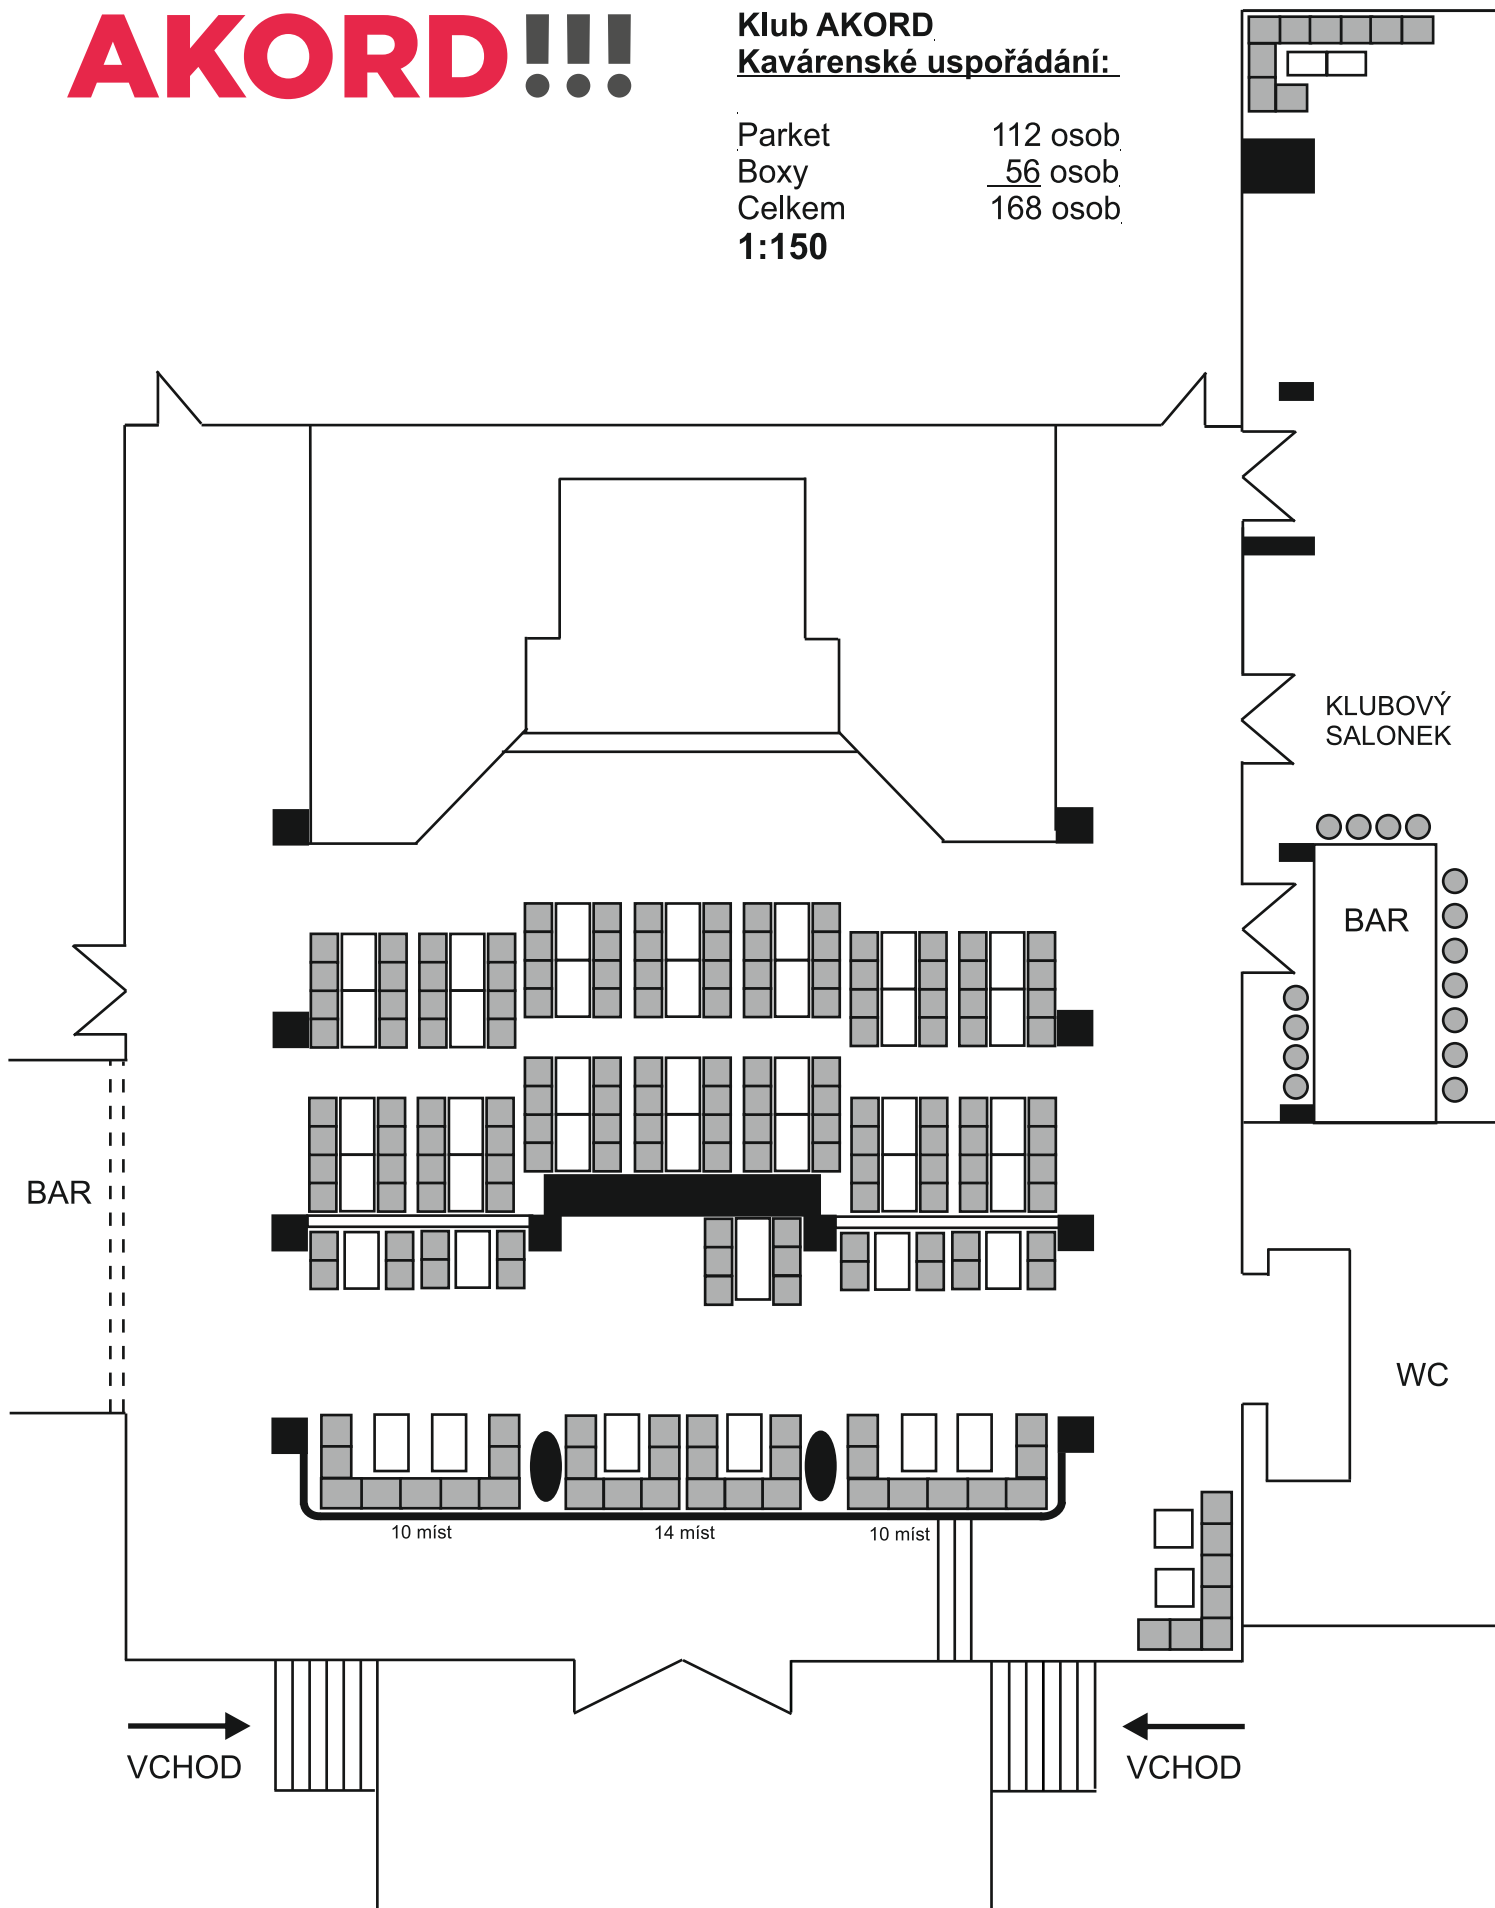 AKORD!!!
Klub AKORD
Kavárenské uspořádání:
Parket 112 osob
Boxy 56 osob
Celkem 168 osob
1:150
KLUBOVÝ
SALONEK
BAR
BAR
WC
10 míst
14 míst
10 míst
VCHOD
VCHOD